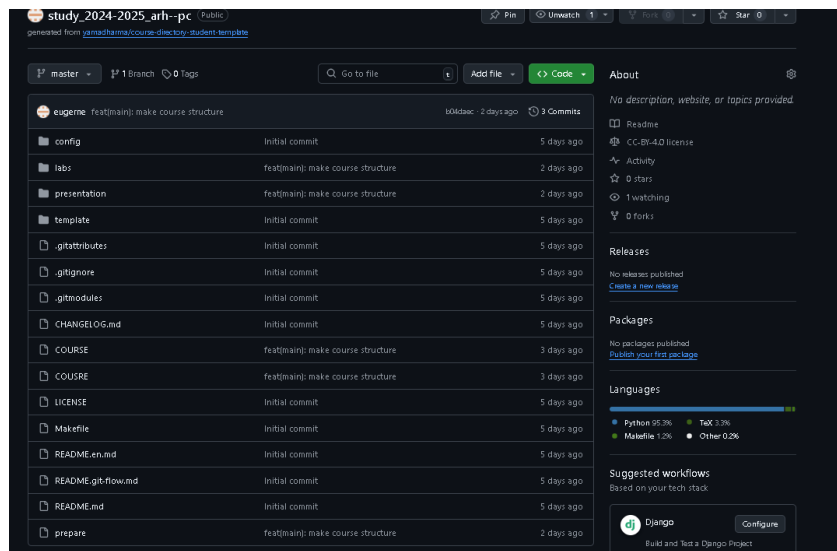 study_2024-2025_arh--pc Public
Pin Unwatch 1 Fork 0 Star 0
generated from yamadharma/course-directory-student-template
master 1 Branch 0 Tags Go to file t Add file Code
eugerne feat(main): make course structure b04daec · 2 days ago 3 Commits
config Initial commit 5 days ago
labs feat(main): make course structure 2 days ago
presentation feat(main): make course structure 2 days ago
template Initial commit 5 days ago
.gitattributes Initial commit 5 days ago
.gitignore Initial commit 5 days ago
.gitmodules Initial commit 5 days ago
CHANGELOG.md Initial commit 5 days ago
COURSE feat(main): make course structure 3 days ago
COUSRE feat(main): make course structure 3 days ago
LICENSE Initial commit 5 days ago
Makefile Initial commit 5 days ago
README.en.md Initial commit 5 days ago
README.git-flow.md Initial commit 5 days ago
README.md Initial commit 5 days ago
prepare feat(main): make course structure 2 days ago
About
No description, website, or topics provided.
Readme
CC-BY-4.0 license
Activity
0 stars
1 watching
0 forks
Releases
No releases published
Create a new release
Packages
No packages published
Publish your first package
Languages
Python 95.3% TeX 3.3%
Makefile 1.2% Other 0.2%
Suggested workflows
Based on your tech stack
dj Django Configure
Build and Test a Django Project